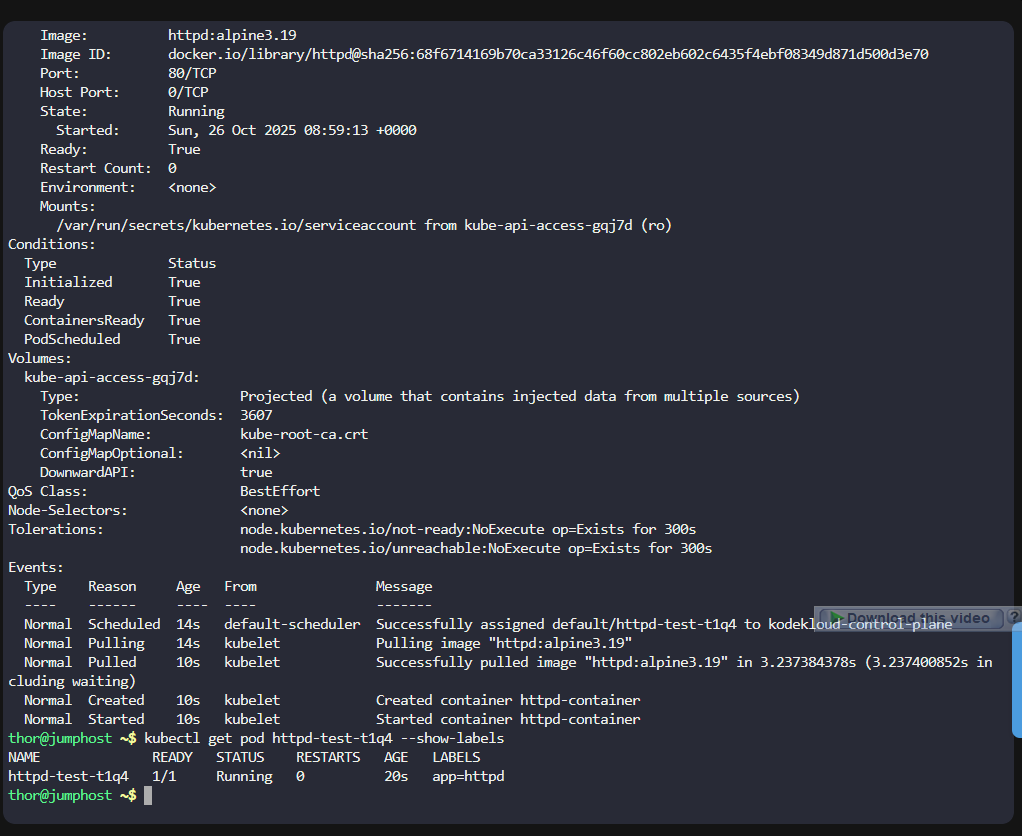 Image:          httpd:alpine3.19
Image ID:       docker.io/library/httpd@sha256:68f6714169b70ca33126c46f60cc802eb602c6435f4ebf08349d871d500d3e70
Port:           80/TCP
Host Port:      0/TCP
State:          Running
Started:      Sun, 26 Oct 2025 08:59:13 +0000
Ready:          True
Restart Count:  0
Environment:    <none>
Mounts:
/var/run/secrets/kubernetes.io/serviceaccount from kube-api-access-gqj7d (ro)
Conditions:
Type              Status
Initialized       True
Ready             True
ContainersReady   True
PodScheduled      True
Volumes:
kube-api-access-gqj7d:
Type:                    Projected (a volume that contains injected data from multiple sources)
TokenExpirationSeconds:  3607
ConfigMapName:           kube-root-ca.crt
ConfigMapOptional:       <nil>
DownwardAPI:             true
QoS Class:                   BestEffort
Node-Selectors:              <none>
Tolerations:                 node.kubernetes.io/not-ready:NoExecute op=Exists for 300s
node.kubernetes.io/unreachable:NoExecute op=Exists for 300s
Events:
Type    Reason     Age   From               Message
----    ------     ----  ----               -------
Normal  Scheduled  14s   default-scheduler  Successfully assigned default/httpd-test-t1q4 to kodekloud-control-plane
Download this video ?
Normal  Pulling    14s   kubelet            Pulling image "httpd:alpine3.19"
Normal  Pulled     10s   kubelet            Successfully pulled image "httpd:alpine3.19" in 3.237384378s (3.237400852s in
cluding waiting)
Normal  Created    10s   kubelet            Created container httpd-container
Normal  Started    10s   kubelet            Started container httpd-container
thor@jumphost ~$ kubectl get pod httpd-test-t1q4 --show-labels
NAME              READY   STATUS    RESTARTS   AGE   LABELS
httpd-test-t1q4   1/1     Running   0          20s   app=httpd
thor@jumphost ~$